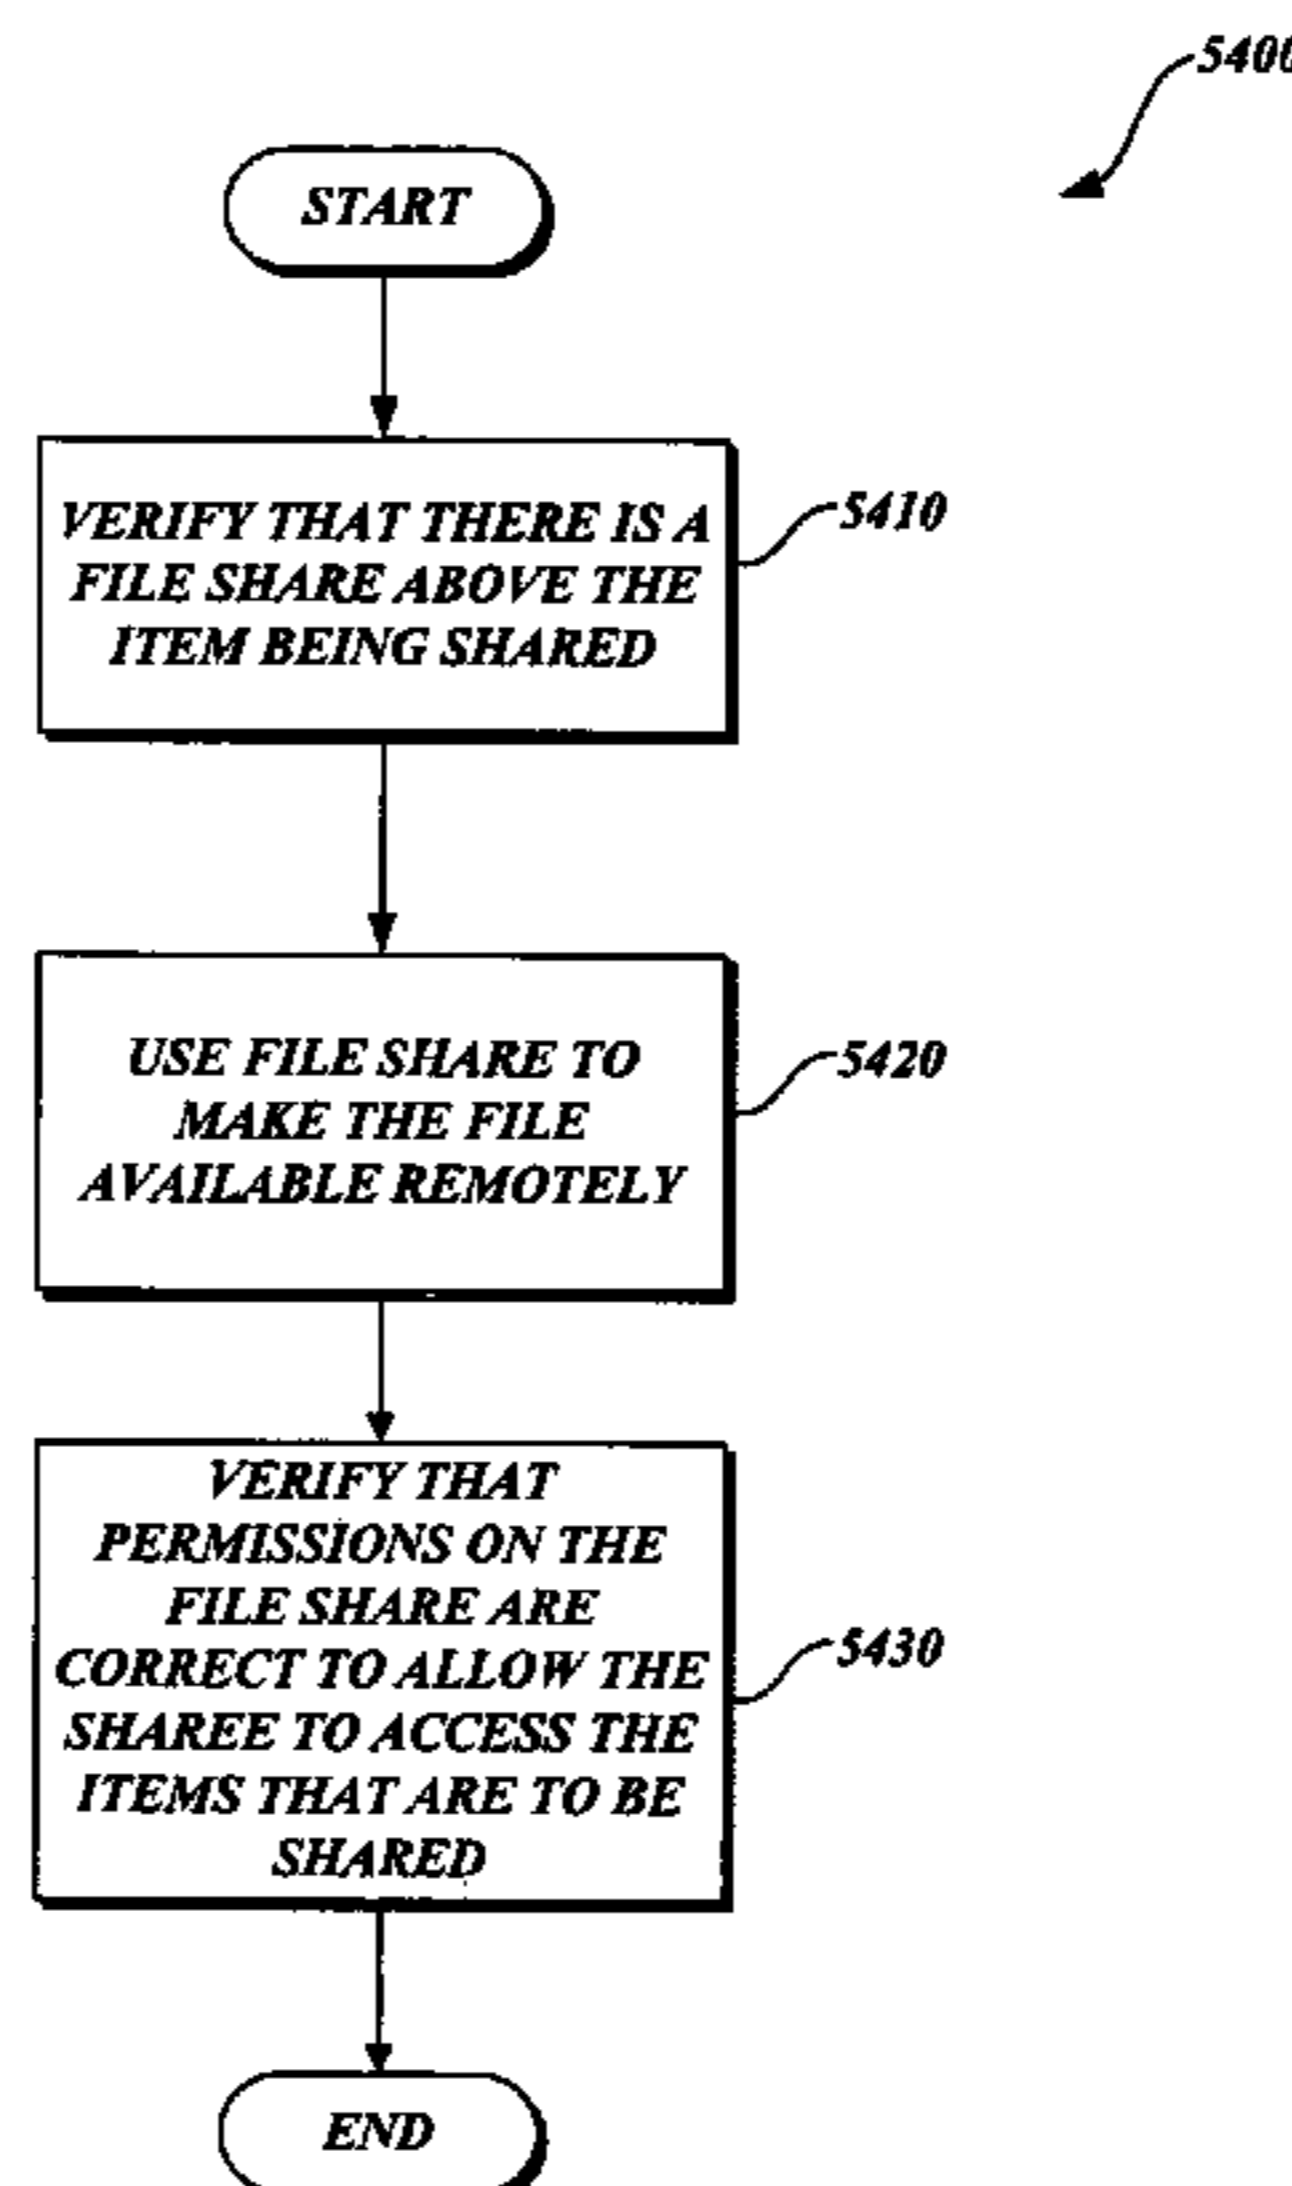 5400
START
VERIFY THAT THERE IS A
FILE SHARE ABOVE THE
ITEM BEING SHARED
5410
USE FILE SHARE TO
MAKE THE FILE
AVAILABLE REMOTELY
5420
VERIFY THAT
PERMISSIONS ON THE
FILE SHARE ARE
CORRECT TO ALLOW THE
SHAREE TO ACCESS THE
ITEMS THAT ARE TO BE
SHARED
5430
END